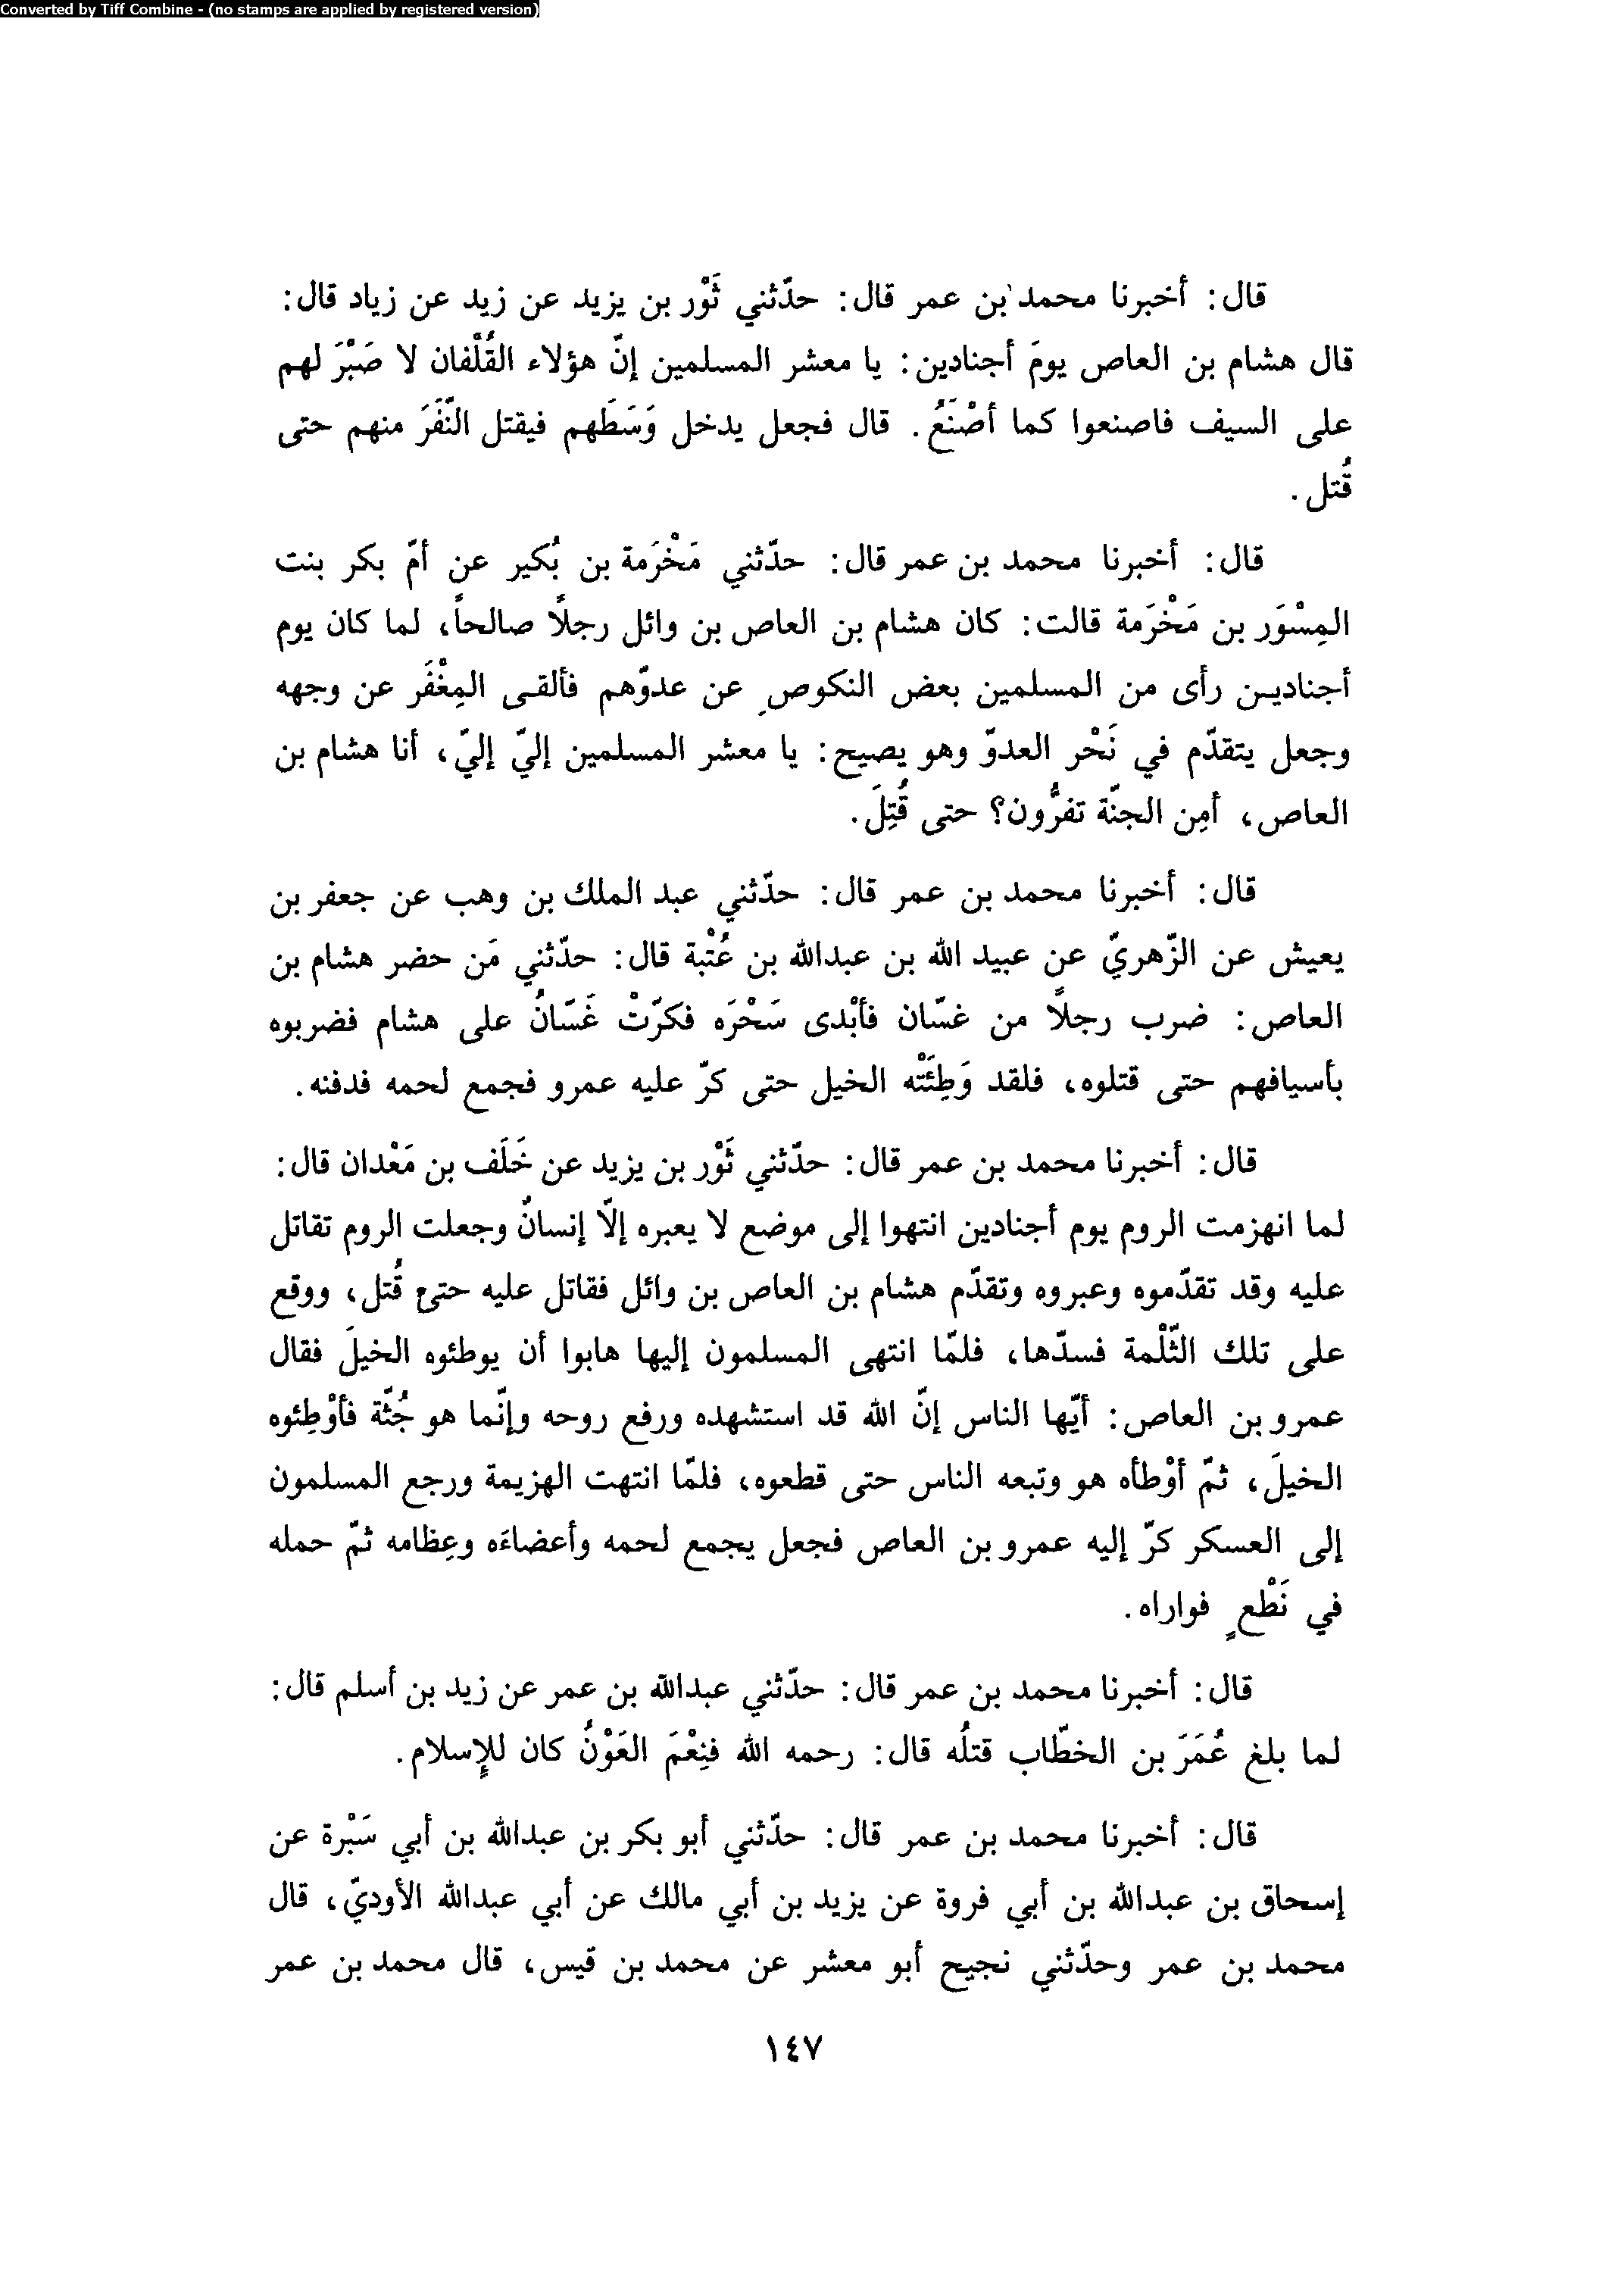 Converted by Tiff Combine - (no stamps are applied by registered version)
قال: أخبرنا محمد بن عمر قال: حدّثني ثَوْر بن يزيد عن زيد عن زياد قال:
قال هشام بن العاص يومَ أجنادين: يا معشر المسلمين إنّ هؤلاء القُلْفان لا صَبْرَ لهم
على السيف فاصنعوا كما أصْنَعُ. قال فجعل يدخل وَسَطَهم فيقتل النّفَرَ منهم حتى
قُتل.
قال: أخبرنا محمد بن عمر قال: حدّثني مَخْرَمة بن بُكير عن أمّ بكر بنت
المِسْوَر بن مَخْرَمة قالت: كان هشام بن العاص بن وائل رجلًا صالحاً، لما كان يوم
أجنادين رأى من المسلمين بعض النكوصِ عن عدوّهم فألقى المِغْفَر عن وجهه
وجعل يتقدّم في نَحْر العدوّ وهو يصيح: يا معشر المسلمين إليّ إليّ، أنا هشام بن
العاص، أمِن الجنّة تفرُّون؟ حتى قُتِلَ.
قال: أخبرنا محمد بن عمر قال: حدّثني عبد الملك بن وهب عن جعفر بن
يعيش عن الزّهريّ عن عبيد الله بن عبدالله بن عُتْبة قال: حدّثني مَن حضر هشام بن
العاص: ضرب رجلًا من غسّان فأبْدى سَحْرَه فكرّتْ غَسّانُ على هشام فضربوه
بأسيافهم حتى قتلوه، فلقد وَطِئَتْه الخيل حتى كرّ عليه عمرو فجمع لحمه فدفنه.
قال: أخبرنا محمد بن عمر قال: حدّثني ثَوْر بن يزيد عن خَلَف بن مَعْدان قال:
لما انهزمت الروم يوم أجنادين انتهوا إلى موضع لا يعبره إلّا إنسانٌ وجعلت الروم تقاتل
عليه وقد تقدّموه وعبروه وتقدّم هشام بن العاص بن وائل فقاتل عليه حتى قُتل، ووقع
على تلك الثّلْمة فسدّها، فلمّا انتهى المسلمون إليها هابوا أن يوطئوه الخيلَ فقال
عمرو بن العاص: أيّها الناس إنّ الله قد استشهده ورفع روحه وإنّما هو جُثّة فأوْطِئوه
الخيلَ، ثمّ أوْطأه هو وتبعه الناس حتى قطعوه، فلمّا انتهت الهزيمة ورجع المسلمون
إلى العسكر كرّ إليه عمرو بن العاص فجعل يجمع لحمه وأعضاءَه وعِظامه ثمّ حمله
في نَطْعٍ فواراه.
قال: أخبرنا محمد بن عمر قال: حدّثني عبدالله بن عمر عن زيد بن أسلم قال:
لما بلغ عُمَرَ بن الخطّاب قتلُه قال: رحمه الله فنِعْمَ العَوْنُ كان للإِسلام.
قال: أخبرنا محمد بن عمر قال: حدّثني أبو بكر بن عبدالله بن أبي سَبْرة عن
إسحاق بن عبدالله بن أبي فروة عن يزيد بن أبي مالك عن أبي عبدالله الأوديّ، قال
محمد بن عمر وحدّثني نجيح أبو معشر عن محمد بن قيس، قال محمد بن عمر
١٤٧